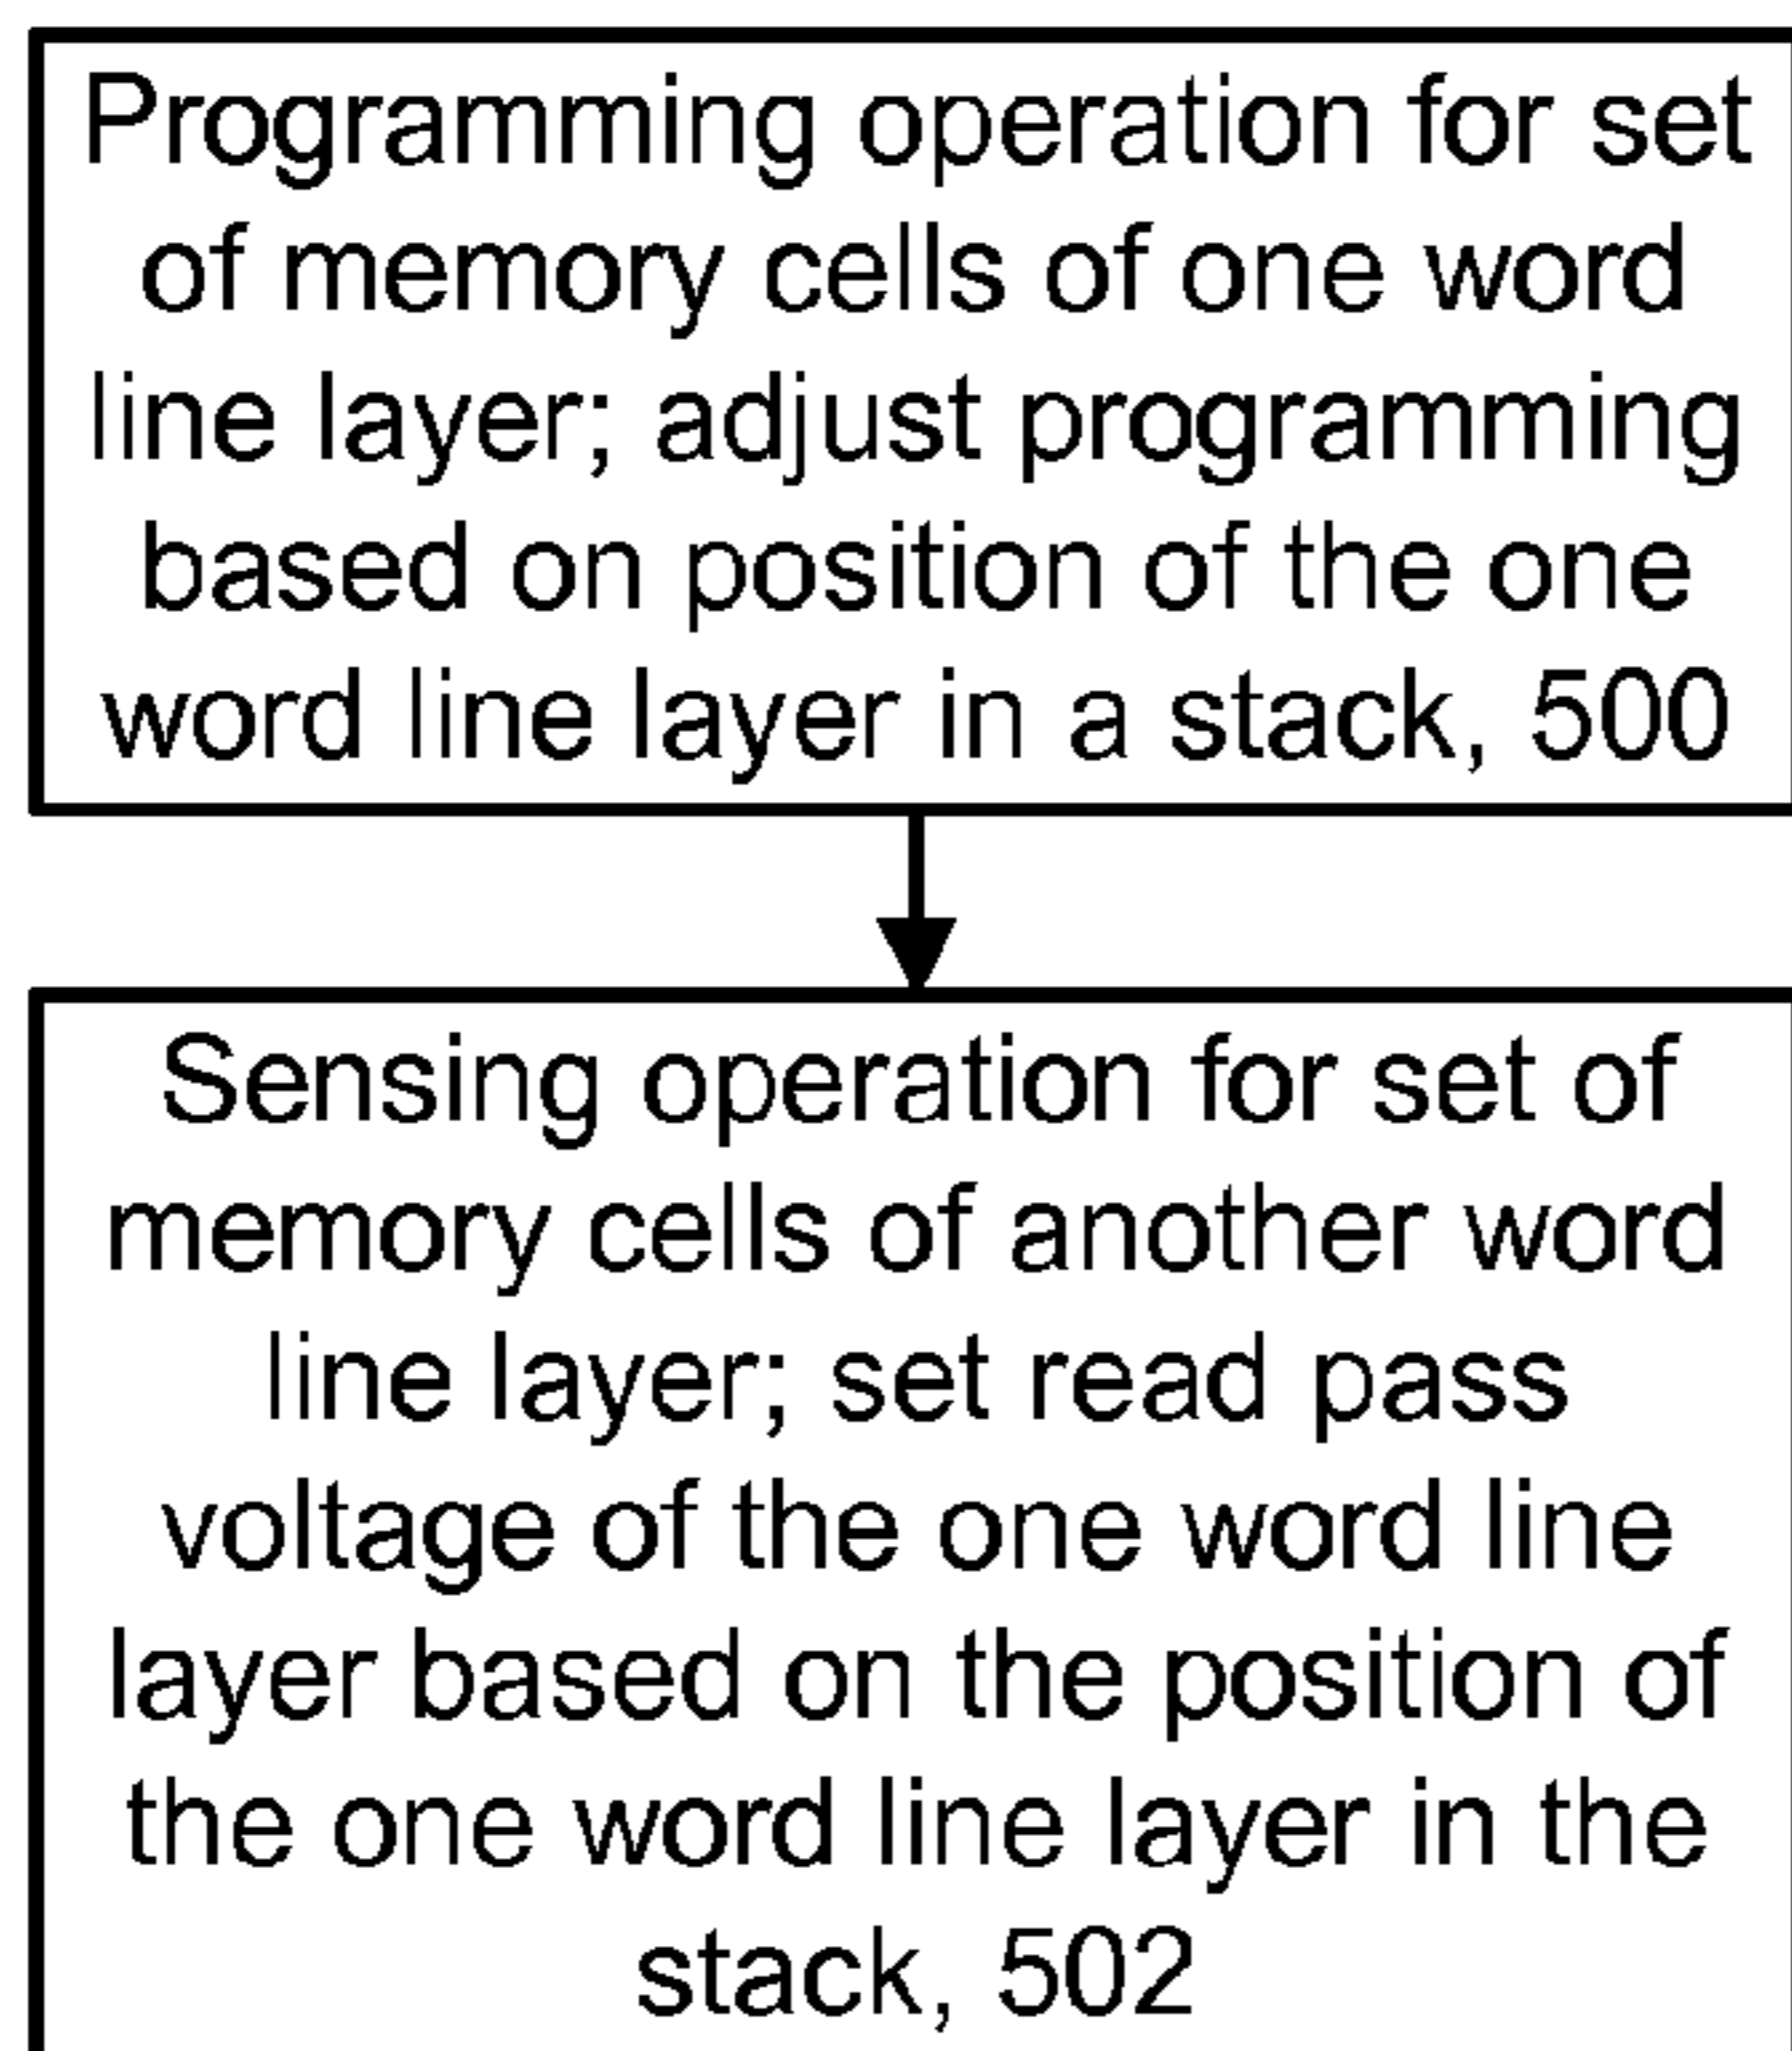 Programming operation for set
of memory cells of one word
line layer; adjust programming
based on position of the one
word line layer in a stack, 500
Sensing operation for set of
memory cells of another word
line layer; set read pass
voltage of the one word line
layer based on the position of
the one word line layer in the
stack, 502